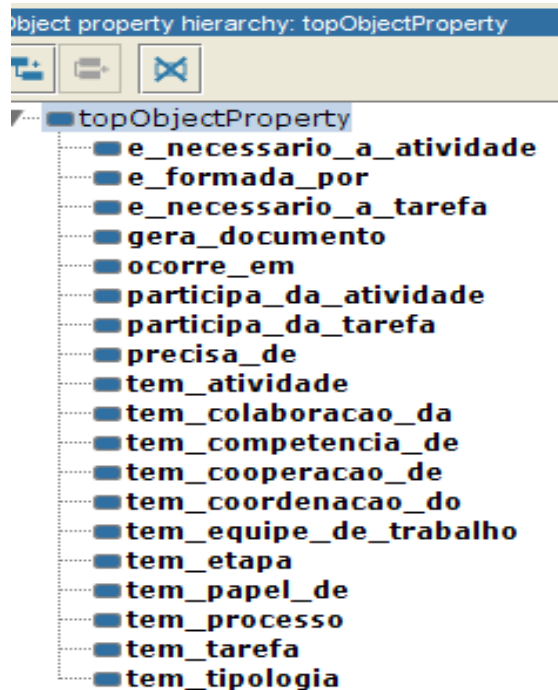 Object property hierarchy: topObjectProperty
topObjectProperty
e_necessario_a_atividade
e_formada_por
e_necessario_a_tarefa
gera_documento
ocorre_em
participa_da_atividade
participa_da_tarefa
precisa_de
tem_atividade
tem_colaboracao_da
tem_competencia_de
tem_cooperacao_de
tem_coordenacao_do
tem_equipe_de_trabalho
tem_etapa
tem_papel_de
tem_processo
tem_tarefa
tem_tipologia